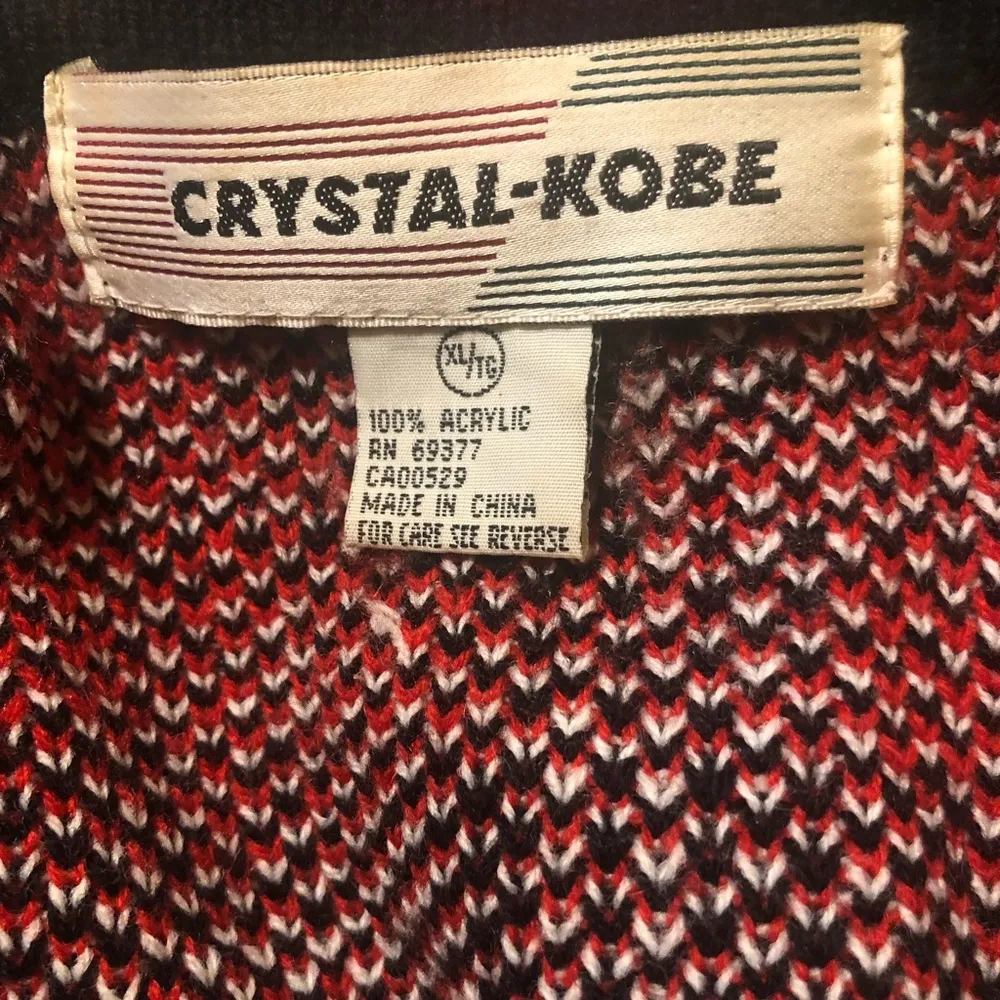 CRYSTAL-KOBE
XL/TG
100% ACRYLIC
RN 69377
CA00529
MADE IN CHINA
FOR CARE SEE REVERSE